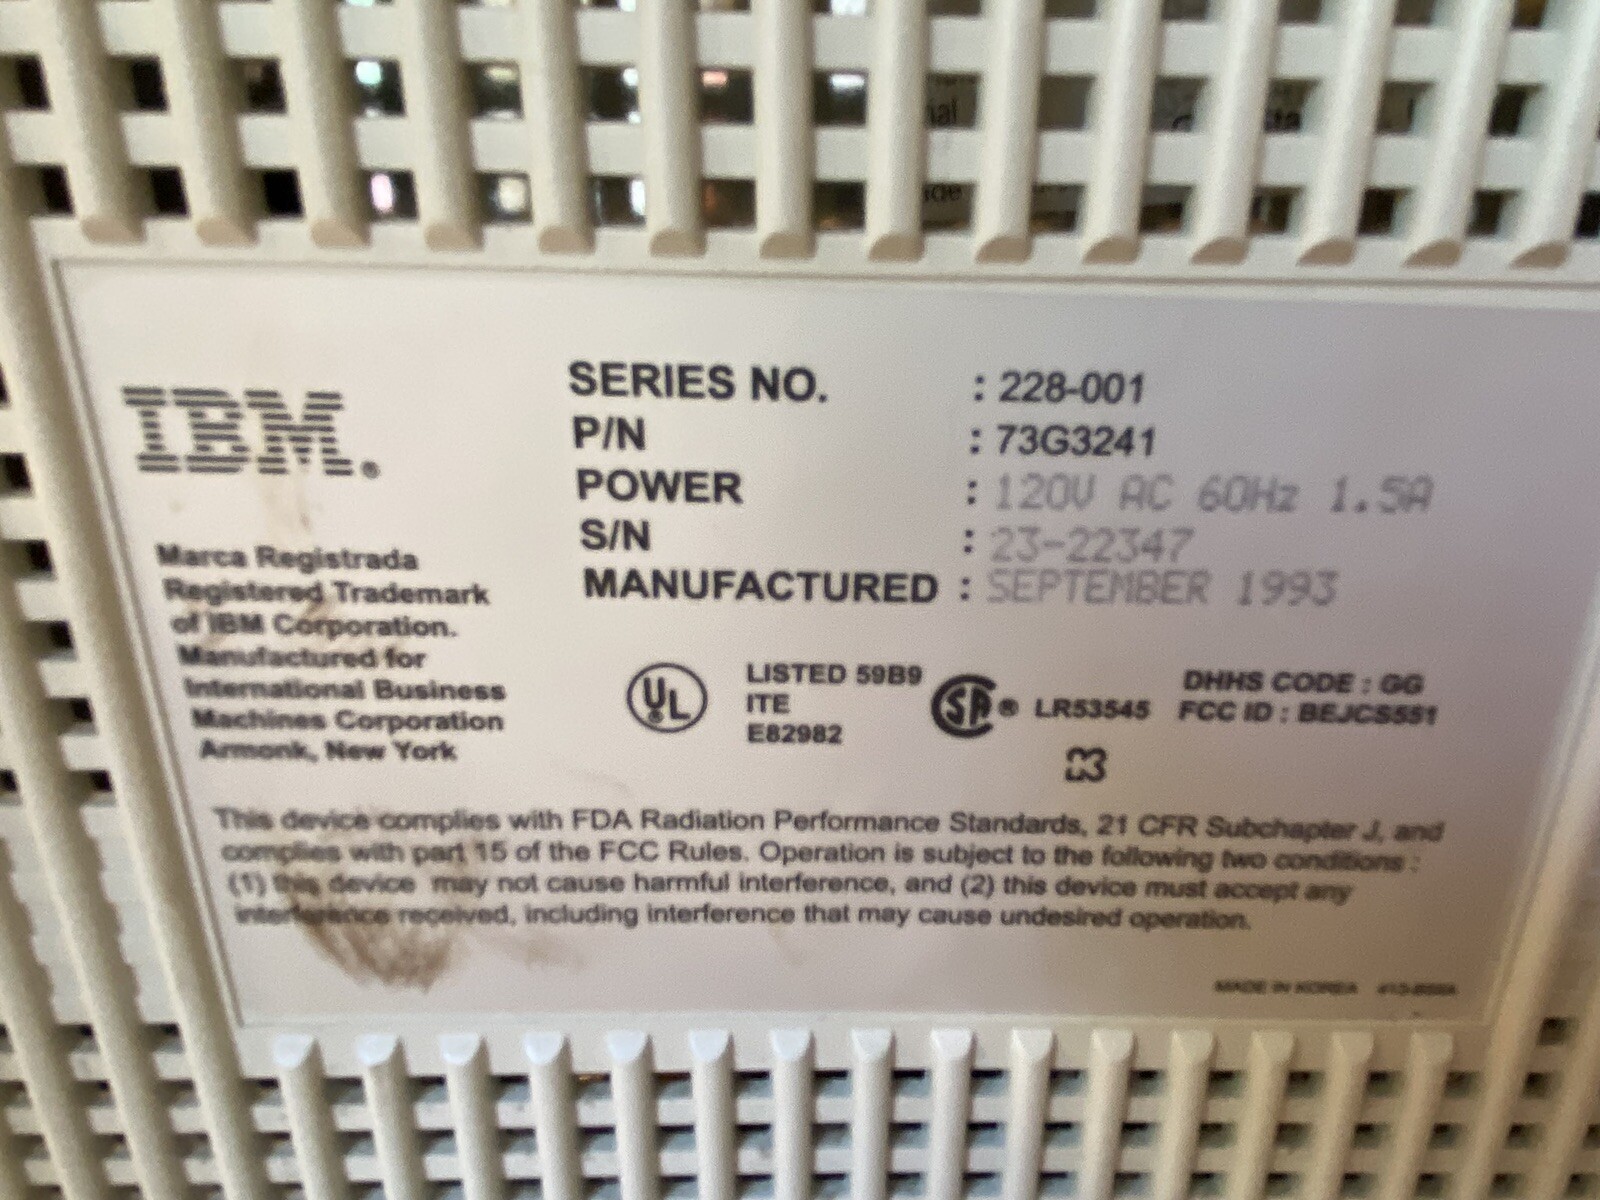 IBM®
SERIES NO. : 228-001
P/N : 73G3241
POWER : 120V AC 60Hz 1.5A
S/N : 23-22347
MANUFACTURED : SEPTEMBER 1993
Marca Registrada
Registered Trademark
of IBM Corporation.
Manufactured for
International Business
Machines Corporation
Armonk, New York
UL
LISTED 59B9
ITE
E82982
SA® LR53545
DHHS CODE : GG
FCC ID : BEJCS551
This device complies with FDA Radiation Performance Standards, 21 CFR Subchapter J, and
complies with part 15 of the FCC Rules. Operation is subject to the following two conditions :
(1) this device may not cause harmful interference, and (2) this device must accept any
interference received, including interference that may cause undesired operation.
MADE IN KOREA